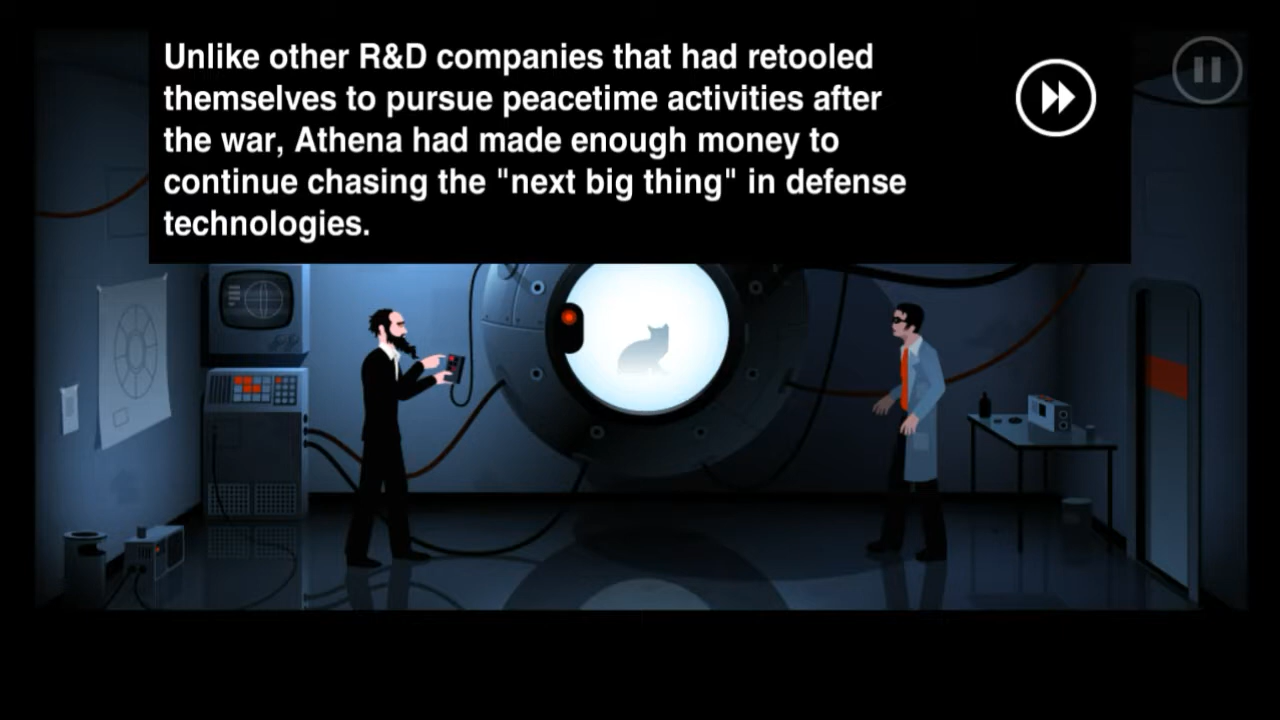 Unlike other R&D companies that had retooled
themselves to pursue peacetime activities after
the war, Athena had made enough money to
continue chasing the "next big thing" in defense
technologies.